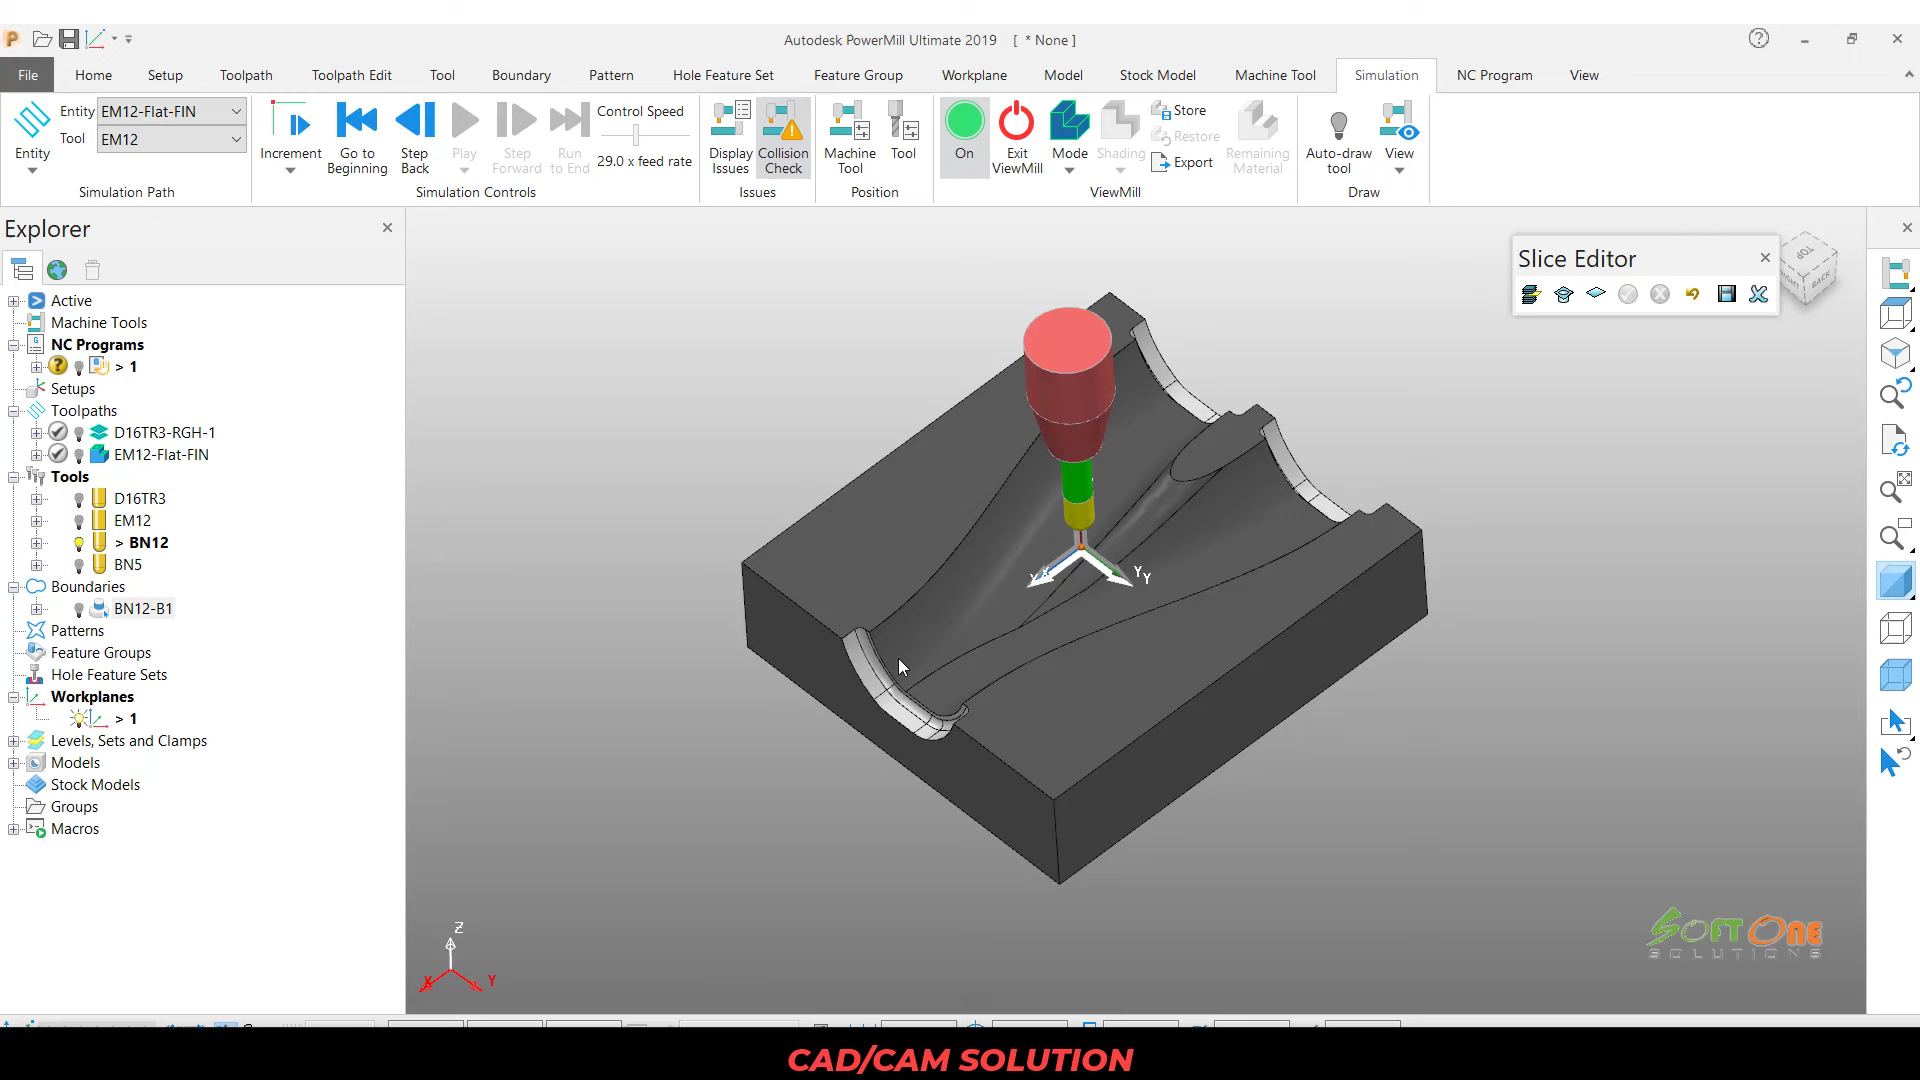 Autodesk PowerMill Ultimate 2019 [ * None ]
File Home Setup Toolpath Toolpath Edit Tool Boundary Pattern Hole Feature Set Feature Group Workplane Model Stock Model Machine Tool Simulation NC Program View
Entity EM12-Flat-FIN
Tool EM12
Entity
Simulation Path
Increment
Go to Beginning
Step Back
Play
Step Forward
Run to End
Control Speed
29.0 x feed rate
Simulation Controls
Display Issues
Collision Check
Issues
Machine Tool
Tool
Position
On
Exit ViewMill
Mode
Shading
Store
Restore
Export
Remaining Material
ViewMill
Auto-draw tool
View
Draw
Explorer
Active
Machine Tools
NC Programs
> 1
Setups
Toolpaths
D16TR3-RGH-1
EM12-Flat-FIN
Tools
D16TR3
EM12
> BN12
BN5
Boundaries
BN12-B1
Patterns
Feature Groups
Hole Feature Sets
Workplanes
> 1
Levels, Sets and Clamps
Models
Stock Models
Groups
Macros
Slice Editor
TOP
RIGHT
BACK
X X
Y Y
Z
X Y
SOFT ONE
SOLUTIONS
CAD/CAM SOLUTION